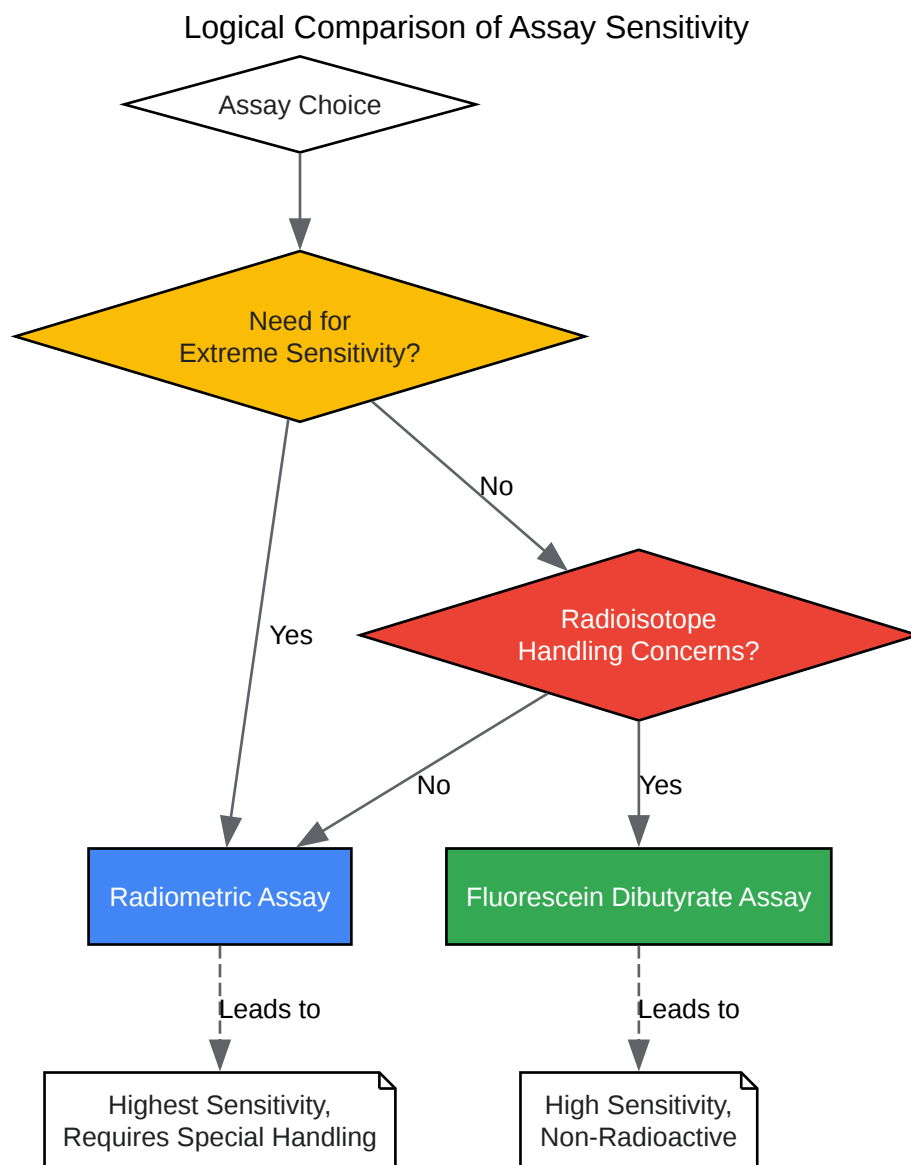 Logical Comparison of Assay Sensitivity
Assay Choice
Need for
Extreme Sensitivity?
No
Radioisotope
Handling Concerns?
Yes
No
Yes
Radiometric Assay
Fluorescein Dibutyrate Assay
Leads to
Leads to
Highest Sensitivity,
Requires Special Handling
High Sensitivity,
Non-Radioactive